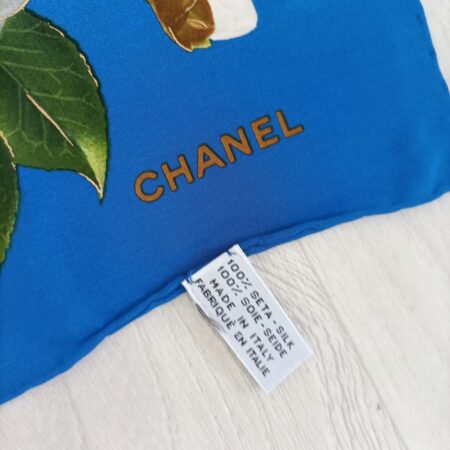 CHANEL
100% SETA - SILK
100% SOIE - SEIDE
MADE IN ITALY
FABRIQUÉ EN ITALIE